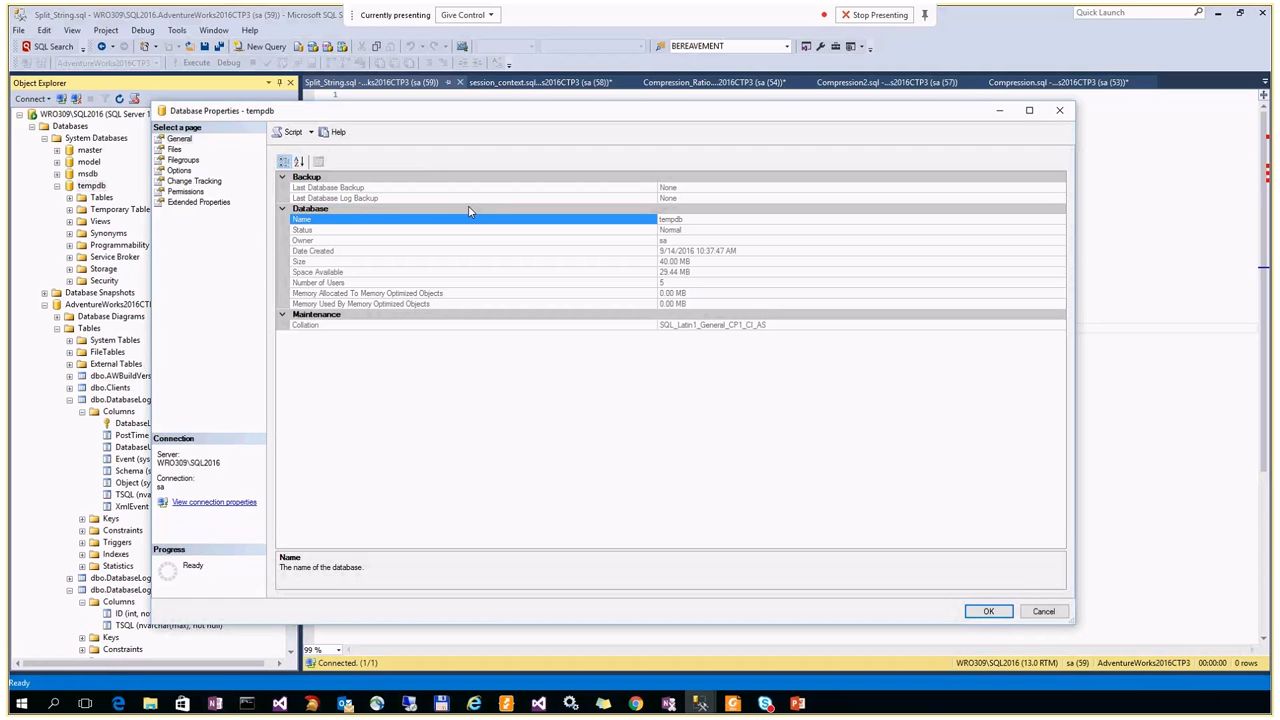 Split_String.sql - WRO309\SQL2016.AdventureWorks2016CTP3 (sa (59)) - Microsoft SQL
Currently presenting
Give Control
Stop Presenting
Quick Launch
File Edit View Project Debug Tools Window Help
SQL Search
New Query
BEREAVEMENT
AdventureWorks2016CTP3
Execute Debug
Object Explorer
Split_String.sql -...ks2016CTP3 (sa (59))
session_context.sql...s2016CTP3 (sa (58))*
Compression_Ratio....2016CTP3 (sa (54))*
Compression2.sql -...s2016CTP3 (sa (57))
Compression.sql -...s2016CTP3 (sa (53))*
Connect
1
WRO309\SQL2016 (SQL Server 1
Databases
System Databases
master
model
msdb
tempdb
Tables
Temporary Table
Views
Synonyms
Programmability
Service Broker
Storage
Security
Database Snapshots
AdventureWorks2016CTP
Database Diagrams
Tables
System Tables
FileTables
External Tables
dbo.AWBuildVers
dbo.Clients
dbo.DatabaseLog
Columns
DatabaseL
PostTime
DatabaseU
Event (sys
Schema (s
Object (sy
TSQL (nva
XmlEvent
Keys
Constraints
Triggers
Indexes
Statistics
dbo.DatabaseLog
dbo.DatabaseLog
Columns
ID (int, no
TSQL (nvarchar(max), not null)
Keys
Constraints
Database Properties - tempdb
Select a page
General
Files
Filegroups
Options
Change Tracking
Permissions
Extended Properties
Script
Help
Backup
Last Database Backup None
Last Database Log Backup None
Database
Name tempdb
Status Normal
Owner sa
Date Created 9/14/2016 10:37:47 AM
Size 40.00 MB
Space Available 29.44 MB
Number of Users 5
Memory Allocated To Memory Optimized Objects 0.00 MB
Memory Used By Memory Optimized Objects 0.00 MB
Maintenance
Collation SQL_Latin1_General_CP1_CI_AS
Connection
Server:
WRO309\SQL2016
Connection:
sa
View connection properties
Progress
Ready
Name
The name of the database.
OK
Cancel
99 %
Connected. (1/1)
WRO309\SQL2016 (13.0 RTM)
sa (59)
AdventureWorks2016CTP3
00:00:00
0 rows
Ready